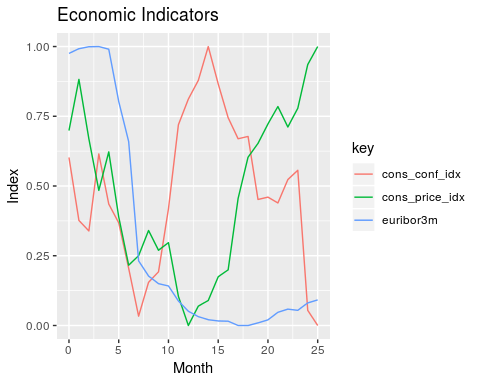 Economic Indicators
1.00
0.75
0.50
0.25
0.00
Index
0 5 10 15 20 25
Month
key
cons_conf_idx
cons_price_idx
euribor3m